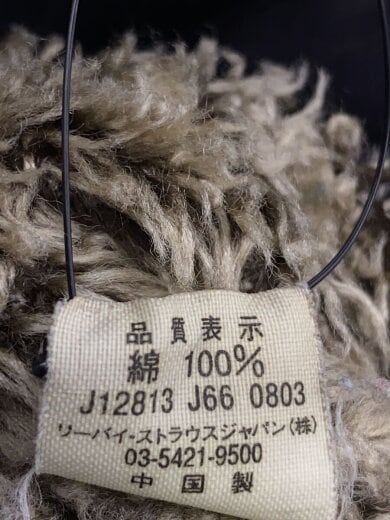 品質表示
綿 100%
J12813 J66 0803
リーバイ・ストラウスジャパン(株)
03-5421-9500
中国製